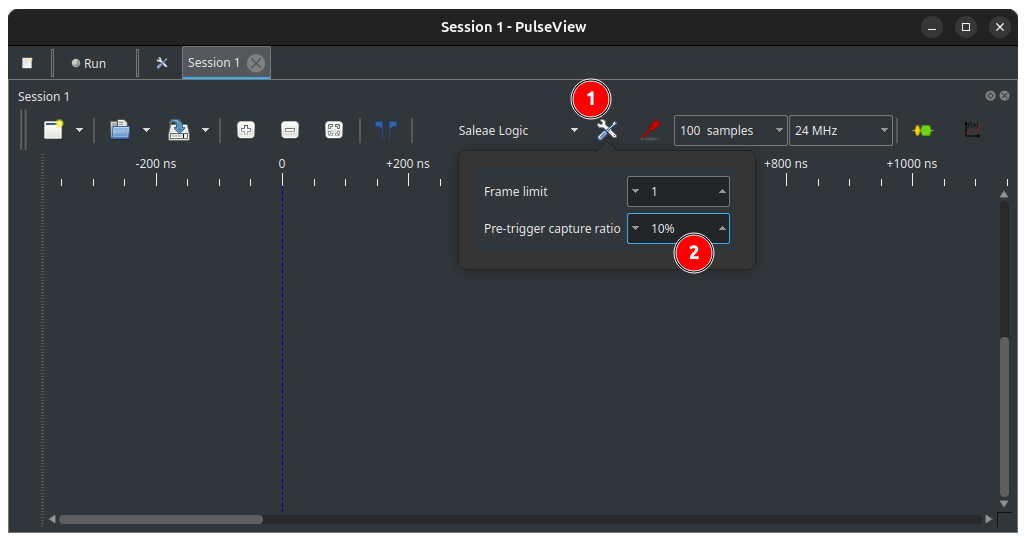 Session 1 - PulseView
Run
Session 1
Session 1
1
Saleae Logic
100 samples
24 MHz
f(x)
-200 ns
0
+200 ns
+800 ns
+1000 ns
Frame limit
1
Pre-trigger capture ratio
10%
2